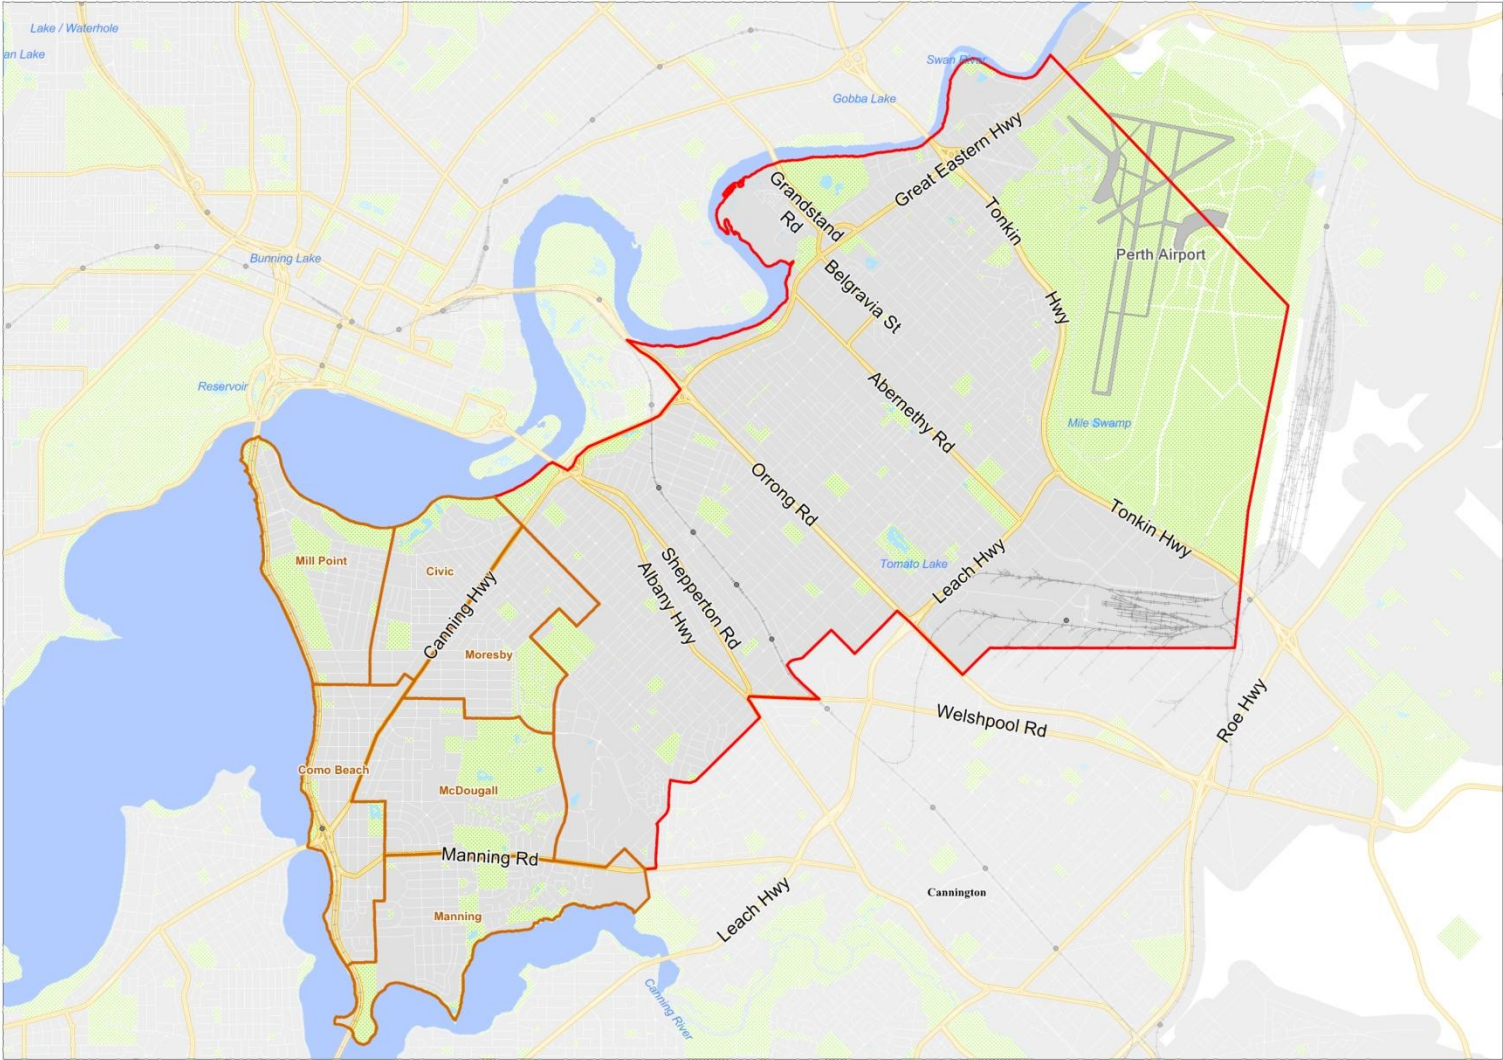 Lake / Waterhole
an Lake
Swan River
Gobba Lake
Great Eastern Hwy
Grandstand
Rd
Tonkin
Hwy
Perth Airport
Bunning Lake
Belgravia St
Reservoir
Abernethy Rd
Mile Swamp
Orrong Rd
Tonkin Hwy
Mill Point
Civic
Canning Hwy
Shepperton Rd
Albany Hwy
Tomato Lake
Leach Hwy
Moresby
Welshpool Rd
Roe Hwy
Como Beach
McDougall
Manning Rd
Manning
Leach Hwy
Cannington
Canning River